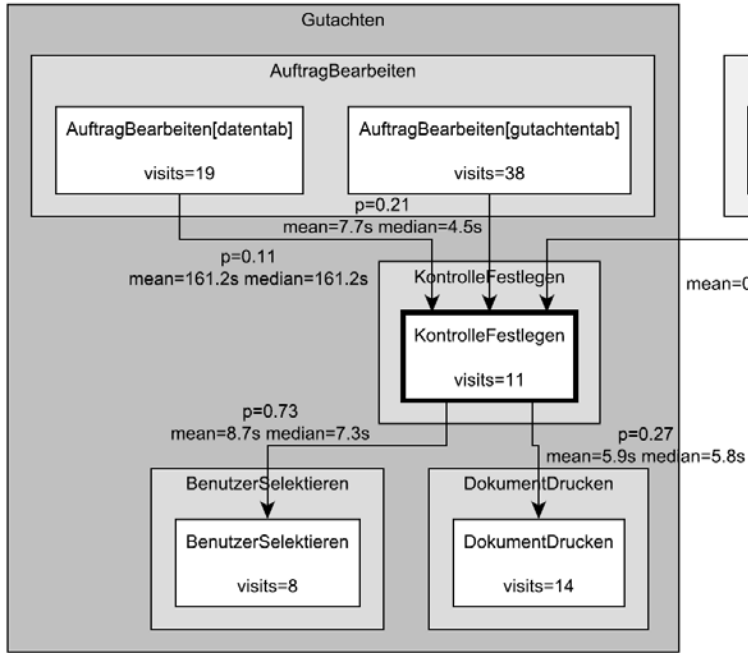 Gutachten
AuftragBearbeiten
AuftragBearbeiten[datentab]
visits=19
AuftragBearbeiten[gutachtentab]
visits=38
p=0.21
mean=7.7s median=4.5s
p=0.11
mean=161.2s median=161.2s
mean=0
KontrolleFestlegen
KontrolleFestlegen
visits=11
p=0.73
mean=8.7s median=7.3s
p=0.27
mean=5.9s median=5.8s
BenutzerSelektieren
BenutzerSelektieren
visits=8
DokumentDrucken
DokumentDrucken
visits=14